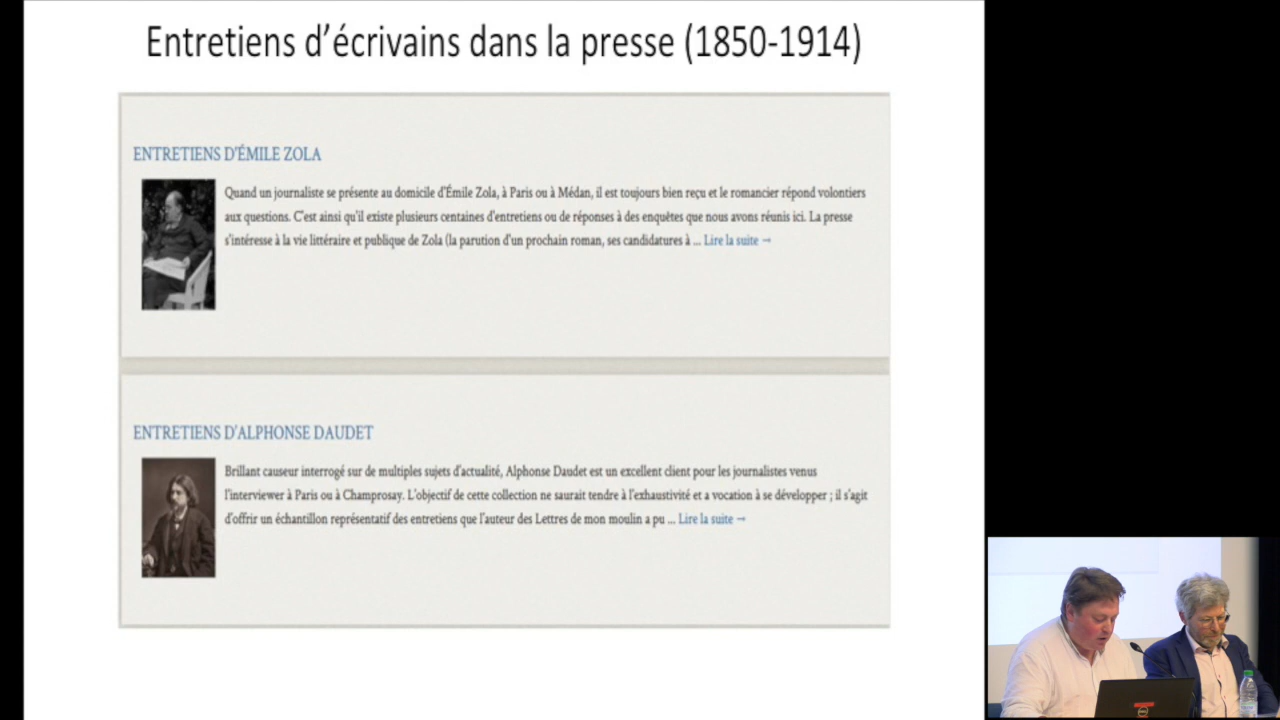 Entretiens d’écrivains dans la presse (1850-1914)
ENTRETIENS D'ÉMILE ZOLA
Quand un journaliste se présente au domicile d'Émile Zola, à Paris ou à Médan, il est toujours bien reçu et le romancier répond volontiers
aux questions. C'est ainsi qu'il existe plusieurs centaines d'entretiens ou de réponses à des enquêtes que nous avons réunis ici. La presse
s'intéresse à la vie littéraire et publique de Zola (la parution d'un prochain roman, ses candidatures à ... Lire la suite →
ENTRETIENS D'ALPHONSE DAUDET
Brillant causeur interrogé sur de multiples sujets d'actualité, Alphonse Daudet est un excellent client pour les journalistes venus
l'interviewer à Paris ou à Champrosay. L'objectif de cette collection ne saurait tendre à l'exhaustivité et a vocation à se développer ; il s'agit
d'offrir un échantillon représentatif des entretiens que l'auteur des Lettres de mon moulin a pu ... Lire la suite →